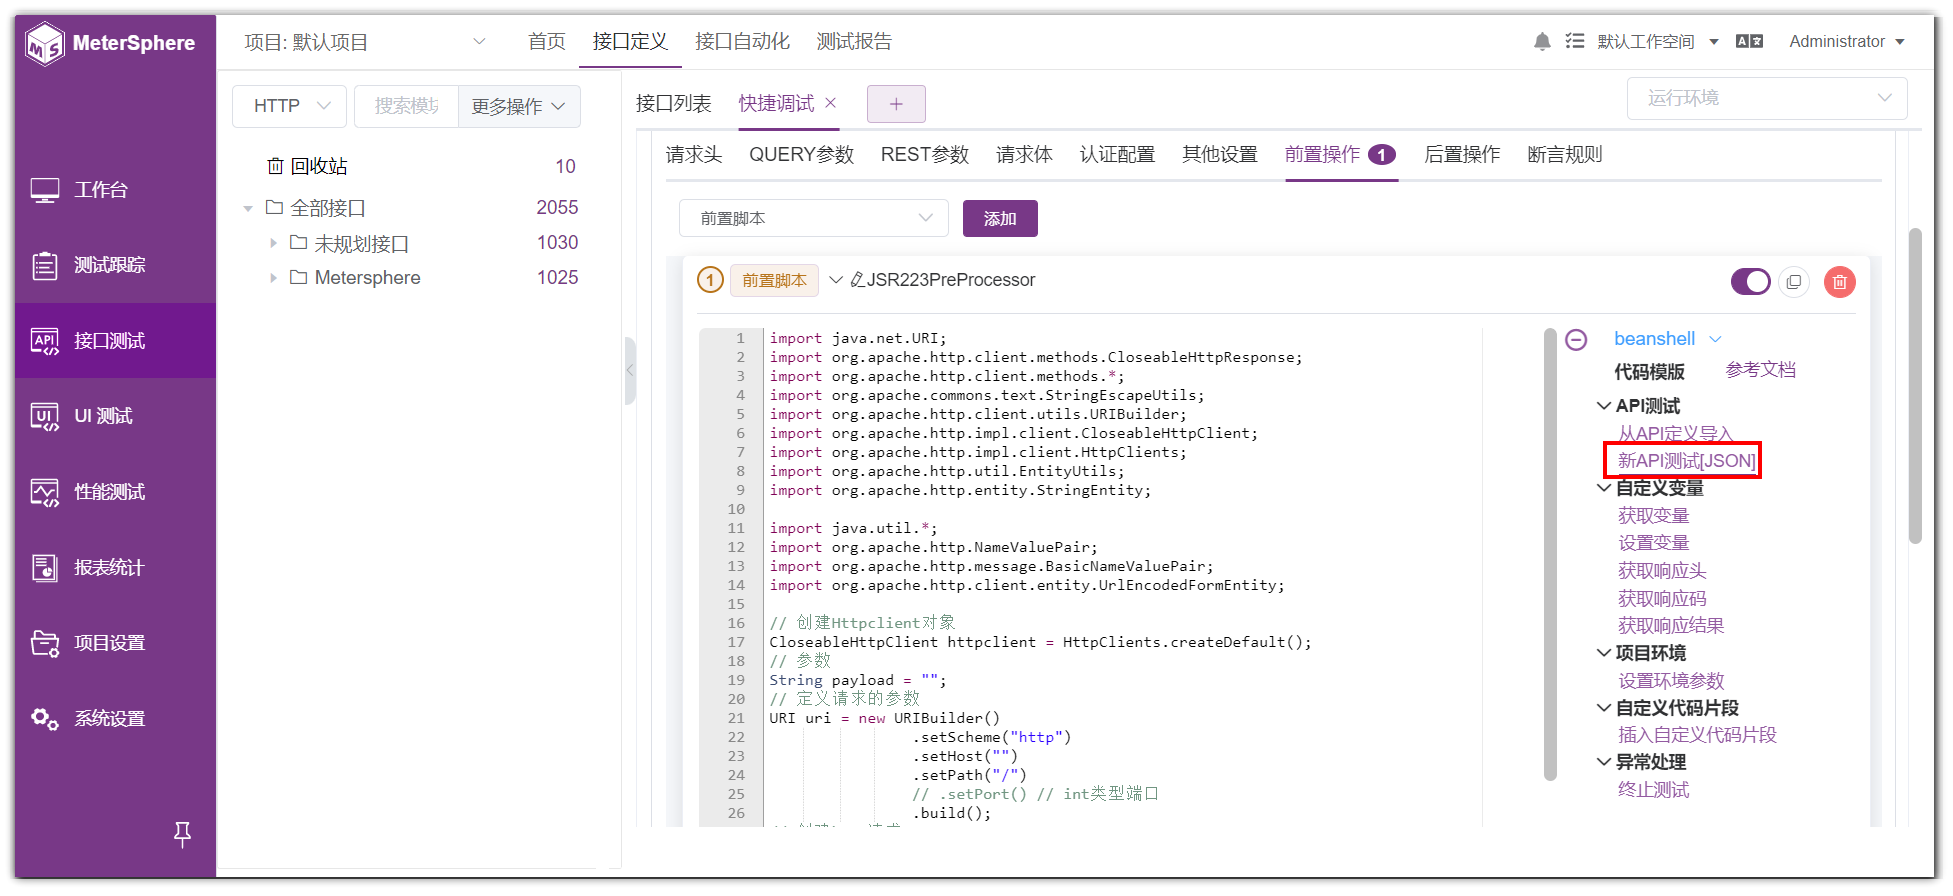 MeterSphere
项目: 默认项目
首页
接口定义
接口自动化
测试报告
默认工作空间
Administrator
工作台
测试跟踪
接口测试
UI 测试
性能测试
报表统计
项目设置
系统设置
HTTP
搜索模块
更多操作
回收站 10
全部接口 2055
未规划接口 1030
Metersphere 1025
接口列表
快捷调试
运行环境
请求头
QUERY参数
REST参数
请求体
认证配置
其他设置
前置操作 1
后置操作
断言规则
前置脚本
添加
1 前置脚本 JSR223PreProcessor
1 import java.net.URI;
2 import org.apache.http.client.methods.CloseableHttpResponse;
3 import org.apache.http.client.methods.*;
4 import org.apache.commons.text.StringEscapeUtils;
5 import org.apache.http.client.utils.URIBuilder;
6 import org.apache.http.impl.client.CloseableHttpClient;
7 import org.apache.http.impl.client.HttpClients;
8 import org.apache.http.util.EntityUtils;
9 import org.apache.http.entity.StringEntity;
10
11 import java.util.*;
12 import org.apache.http.NameValuePair;
13 import org.apache.http.message.BasicNameValuePair;
14 import org.apache.http.client.entity.UrlEncodedFormEntity;
15
16 // 创建Httpclient对象
17 CloseableHttpClient httpclient = HttpClients.createDefault();
18 // 参数
19 String payload = "";
20 // 定义请求的参数
21 URI uri = new URIBuilder()
22 .setScheme("http")
23 .setHost("")
24 .setPath("/")
25 // .setPort() // int类型端口
26 .build();
beanshell
代码模版 参考文档
API测试
从API定义导入
新API测试[JSON]
自定义变量
获取变量
设置变量
获取响应头
获取响应码
获取响应结果
项目环境
设置环境参数
自定义代码片段
插入自定义代码片段
异常处理
终止测试